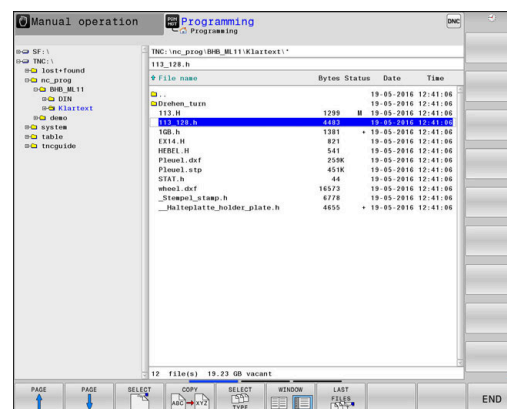 Manual operation
PGM MGT Programming
Programming
DNC
SF:\
TNC:\
lost+found
nc_prog
BHB_ML11
DIN
Klartext
demo
system
table
tncguide
TNC:\nc_prog\BHB_ML11\Klartext\*
113_128.h
File name Bytes Status Date Time
.. 19-05-2016 12:41:06
Drehen_turn 19-05-2016 12:41:06
113.H 1299 M 19-05-2016 12:41:06
113_128.h 4483 19-05-2016 12:41:06
1GB.h 1381 + 19-05-2016 12:41:06
EX14.H 821 19-05-2016 12:41:06
HEBEL.H 541 19-05-2016 12:41:06
Pleuel.dxf 259K 19-05-2016 12:41:06
Pleuel.stp 451K 19-05-2016 12:41:06
STAT.h 44 19-05-2016 12:41:06
wheel.dxf 16573 19-05-2016 12:41:06
_Stempel_stamp.h 6778 19-05-2016 12:41:06
__Halteplatte_holder_plate.h 4655 + 19-05-2016 12:41:06
12 file(s) 19.23 GB vacant
PAGE
PAGE
SELECT
COPY
ABC XYZ
SELECT
TYPE
WINDOW
LAST
FILES
END